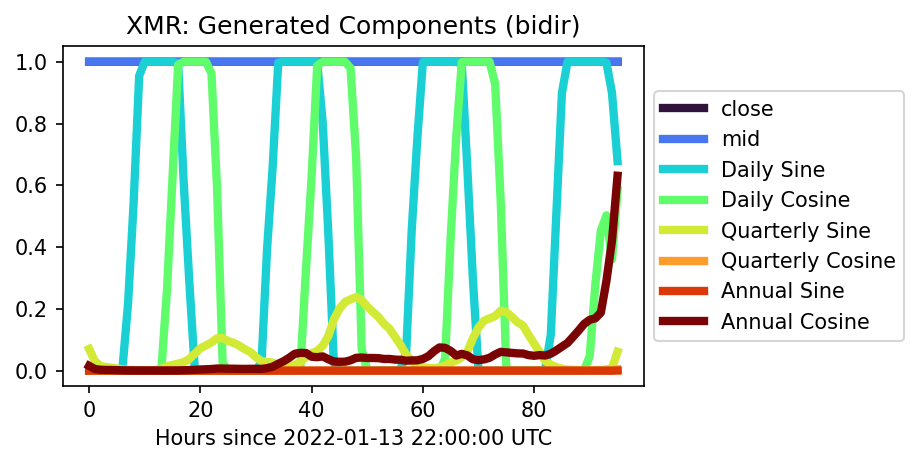 XMR: Generated Components (bidir)
1.0
0.8
0.6
0.4
0.2
0.0
0
20
40
60
80
Hours since 2022-01-13 22:00:00 UTC
close
mid
Daily Sine
Daily Cosine
Quarterly Sine
Quarterly Cosine
Annual Sine
Annual Cosine